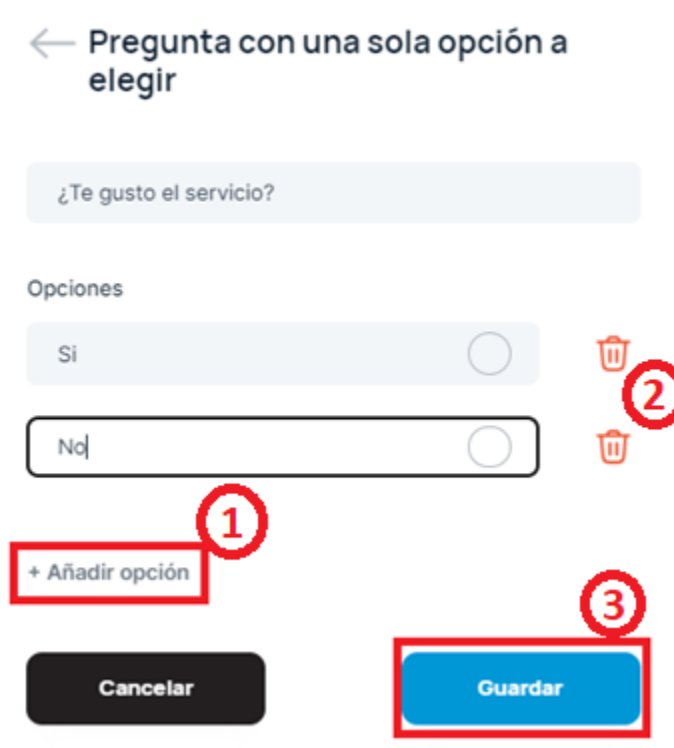 Pregunta con una sola opción a
elegir
¿Te gusto el servicio?
Opciones
Si
2
No
1
+ Añadir opción
3
Cancelar
Guardar